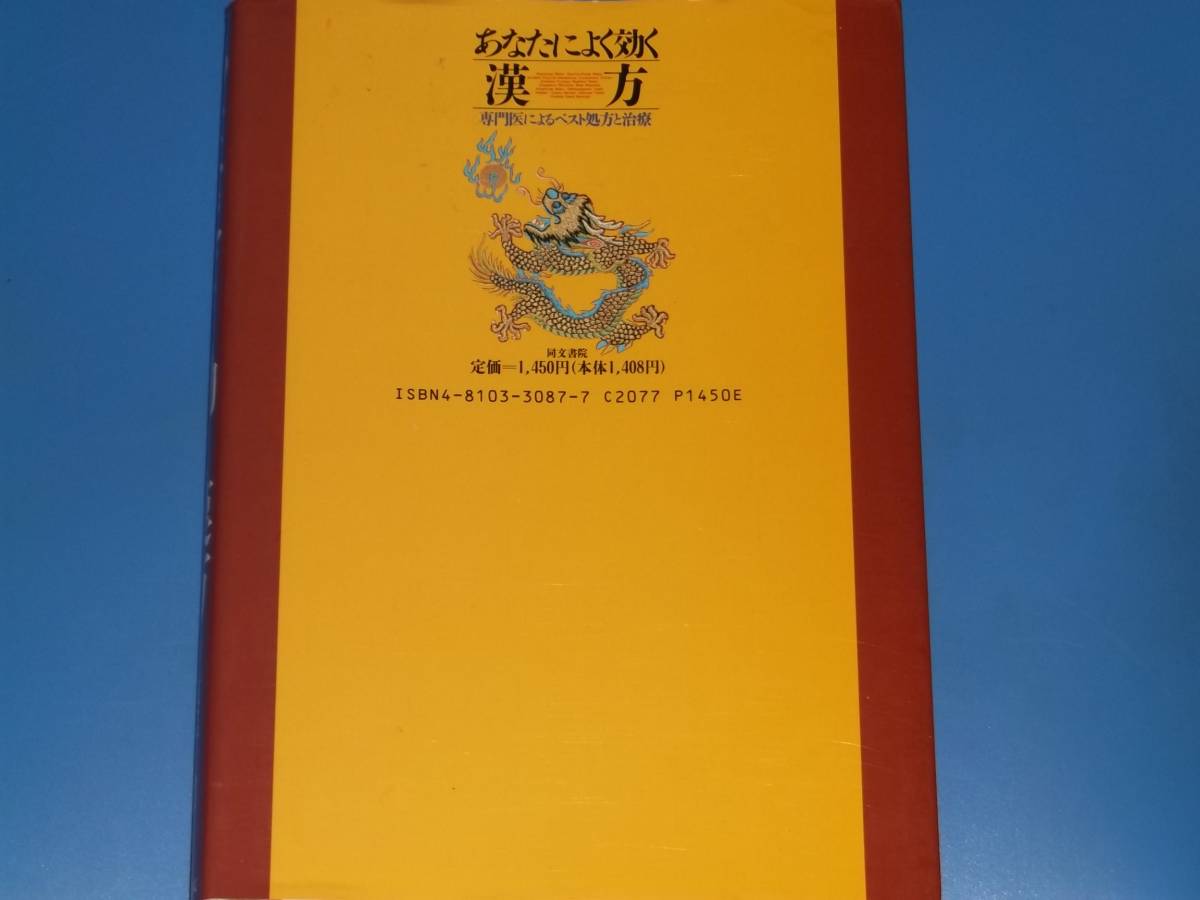 あなたによく効く
漢方
専門医によるベスト処方と治療
同文書院
定価=1,450円(本体1,408円)
ISBN4-8103-3087-7 C2077 P1450E